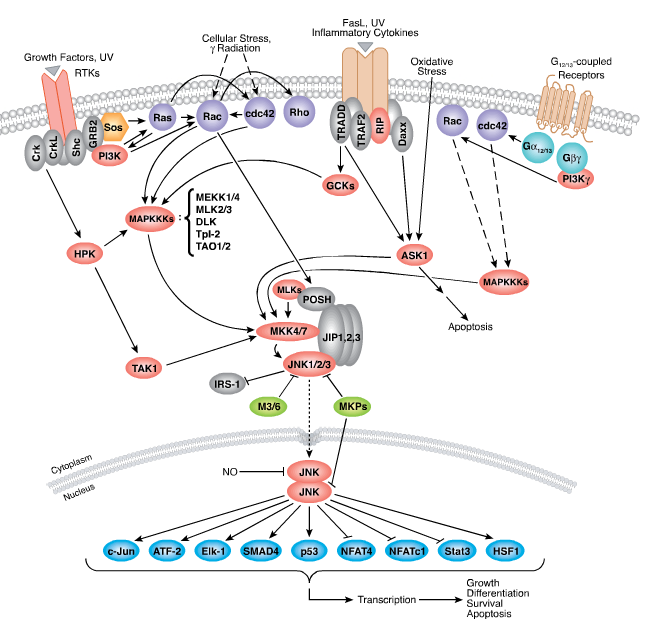 FasL, UV
Inflammatory Cytokines
Cellular Stress,
γ Radiation
Growth Factors, UV
RTKs
Oxidative
Stress
G12/13-coupled
Receptors
Crk
CrkL
Shc
GRB2
Sos
PI3K
Ras
Rac
cdc42
Rho
TRADD
TRAF2
RIP
Daxx
Rac
cdc42
Gα12/13
Gβγ
PI3Kγ
GCKs
MAPKKKs
:
MEKK1/4
MLK2/3
DLK
Tpl-2
TAO1/2
HPK
ASK1
MAPKKKs
MLKs
POSH
Apoptosis
MKK4/7
JIP1,2,3
TAK1
JNK1/2/3
IRS-1
M3/6
MKPs
Cytoplasm
Nucleus
NO
JNK
JNK
c-Jun
ATF-2
Elk-1
SMAD4
p53
NFAT4
NFATc1
Stat3
HSF1
Transcription
Growth
Differentiation
Survival
Apoptosis